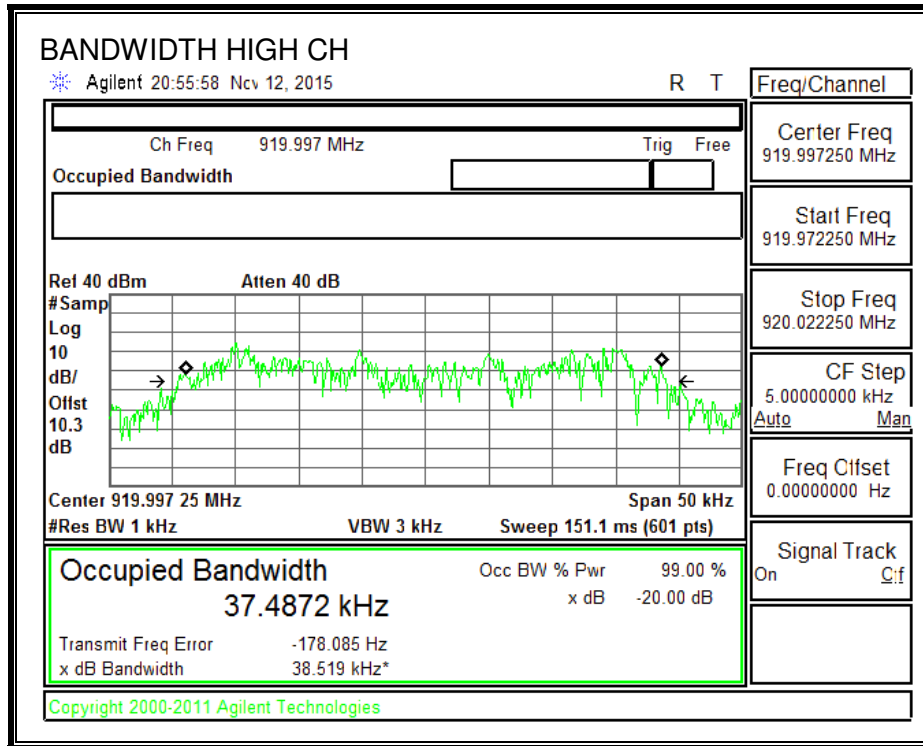 BANDWIDTH HIGH CH
Agilent 20:55:58 Nov 12, 2015 R T
Freq/Channel
Ch Freq 919.997 MHz Trig Free
Occupied Bandwidth
Center Freq
919.997250 MHz
Start Freq
919.972250 MHz
Stop Freq
920.022250 MHz
CF Step
5.00000000 kHz
Auto Man
Freq Offset
0.00000000 Hz
Signal Track
On Off
Ref 40 dBm Atten 40 dB
#Samp
Log
10
dB/
Offst
10.3
dB
Center 919.997 25 MHz Span 50 kHz
#Res BW 1 kHz VBW 3 kHz Sweep 151.1 ms (601 pts)
Occupied Bandwidth Occ BW % Pwr 99.00 %
37.4872 kHz x dB -20.00 dB
Transmit Freq Error -178.085 Hz
x dB Bandwidth 38.519 kHz*
Copyright 2000-2011 Agilent Technologies